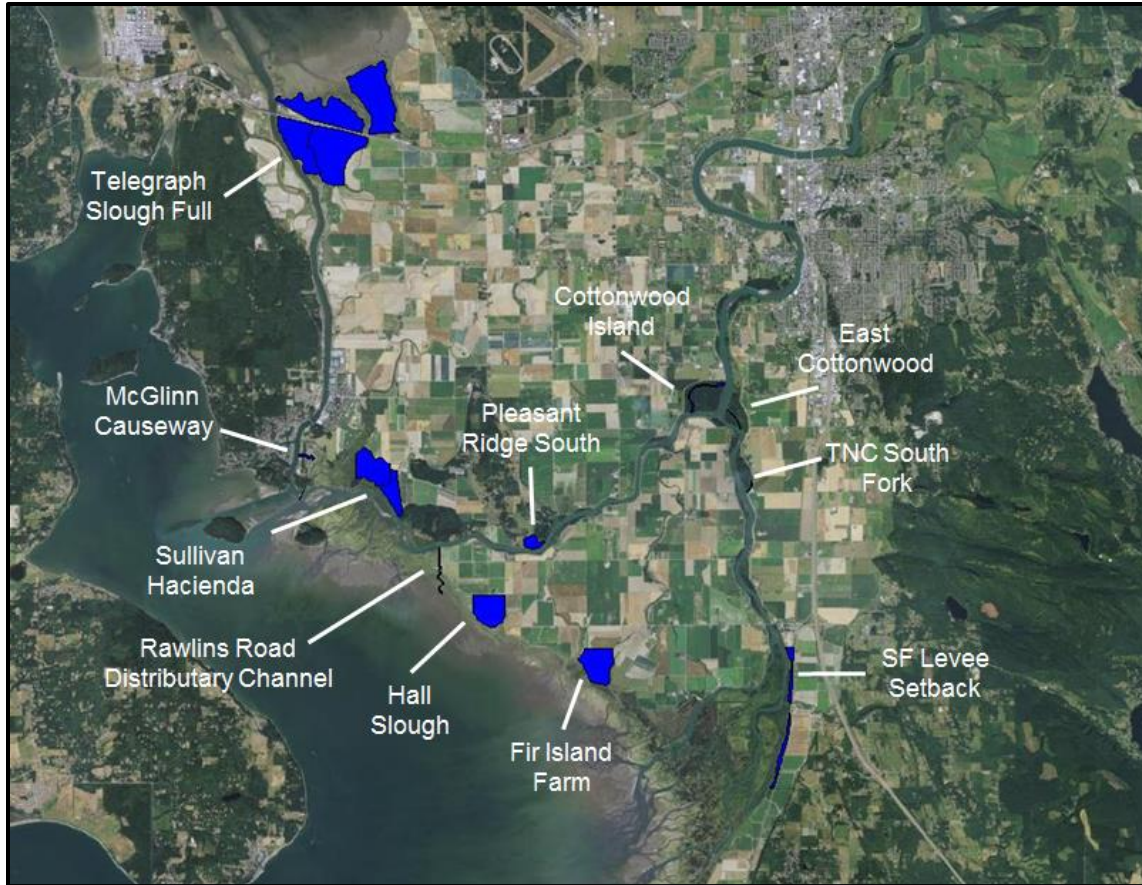 Telegraph
Slough Full
Cottonwood
Island
East
Cottonwood
McGlinn
Causeway
Pleasant
Ridge South
TNC South
Fork
Sullivan
Hacienda
Rawlins Road
Distributary Channel
SF Levee
Setback
Hall
Slough
Fir Island
Farm